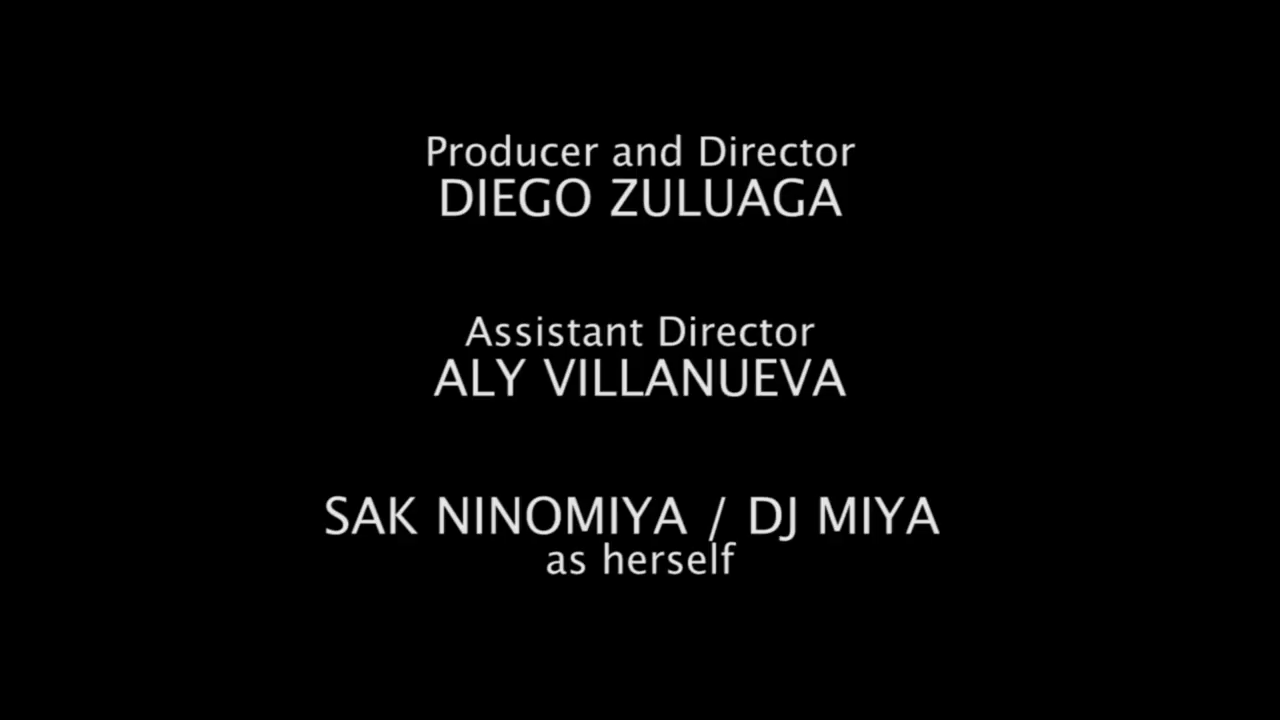 Producer and Director
DIEGO ZULUAGA
Assistant Director
ALY VILLANUEVA
SAK NINOMIYA / DJ MIYA
as herself